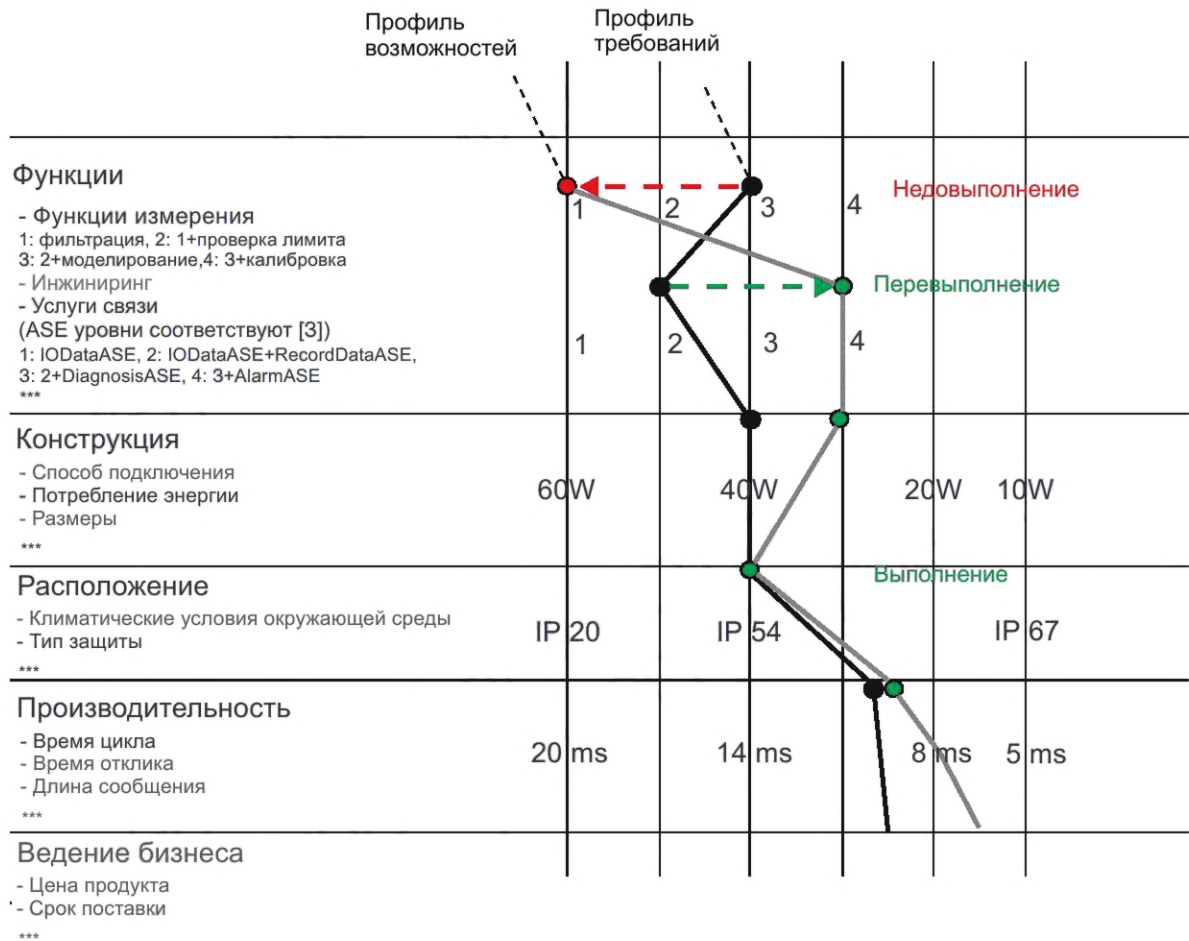 Профиль
возможностей
Профиль
требований
Функции
- Функции измерения
1: фильтрация, 2: 1+проверка лимита
3: 2+моделирование,4: 3+калибровка
- Инжиниринг
- Услуги связи
(ASE уровни соответствуют [3])
1: IODataASE, 2: IODataASE+RecordDataASE,
3: 2+DiagnosisASE, 4: 3+AlarmASE
***
1 2 3 4
Недовыполнение
Перевыполнение
1 2 3 4
Конструкция
- Способ подключения
- Потребление энергии
- Размеры
***
60W 40W 20W 10W
Расположение
- Климатические условия окружающей среды
- Тип защиты
***
Выполнение
IP 20 IP 54 IP 67
Производительность
- Время цикла
- Время отклика
- Длина сообщения
***
20 ms 14 ms 8 ms 5 ms
Ведение бизнеса
- Цена продукта
- Срок поставки
***